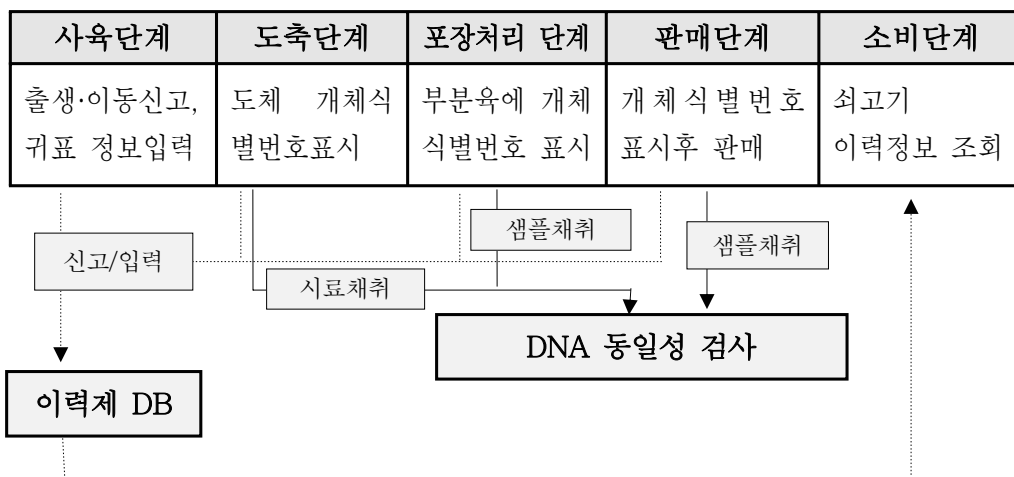 사육단계 도축단계 포장처리 단계 판매단계 소비단계
출생·이동신고, 도체 개체식 부분육에 개체 개체식별번호 쇠고기
귀표 정보입력 별번호표시 식별번호 표시 표시후 판매 이력정보 조회
샘플채취
샘플채취
신고/입력
시료채취
DNA 동일성 검사
이력제 DB